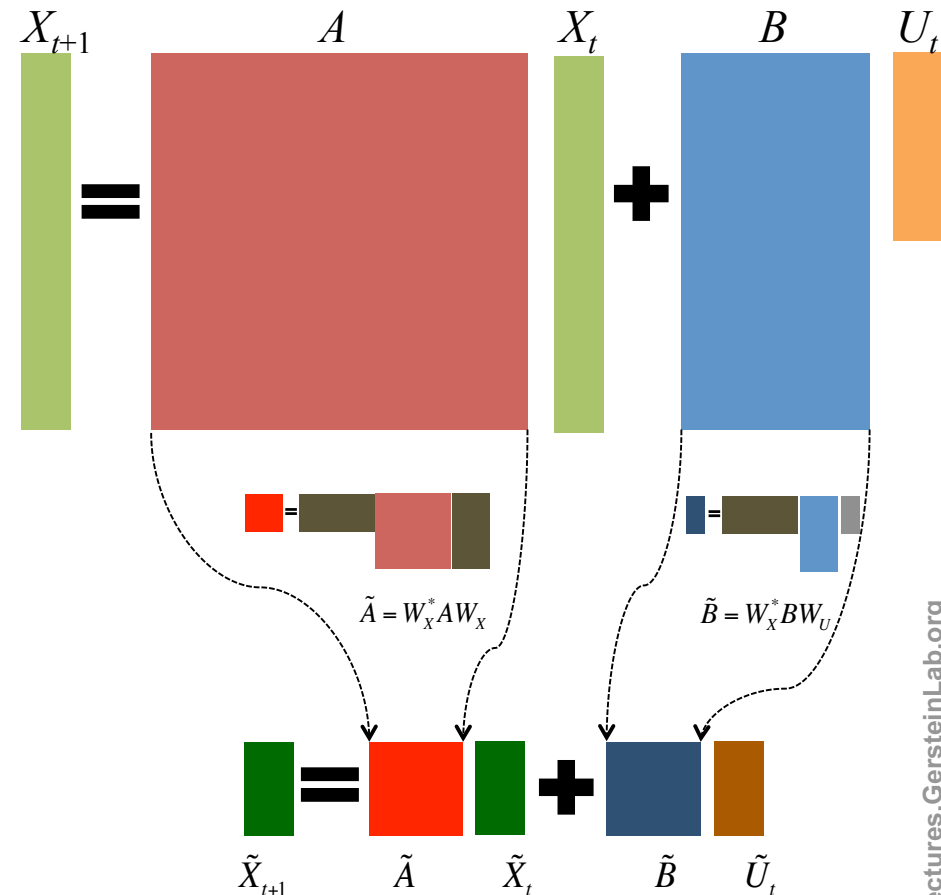 X_{t+1} = A X_t + B U_t
= =
Ã = W_X^* A W_X B̃ = W_X^* B W_U
= +
X̃_{t+1} Ã X̃_t B̃ Ũ_t
ectures.GersteinLab.org